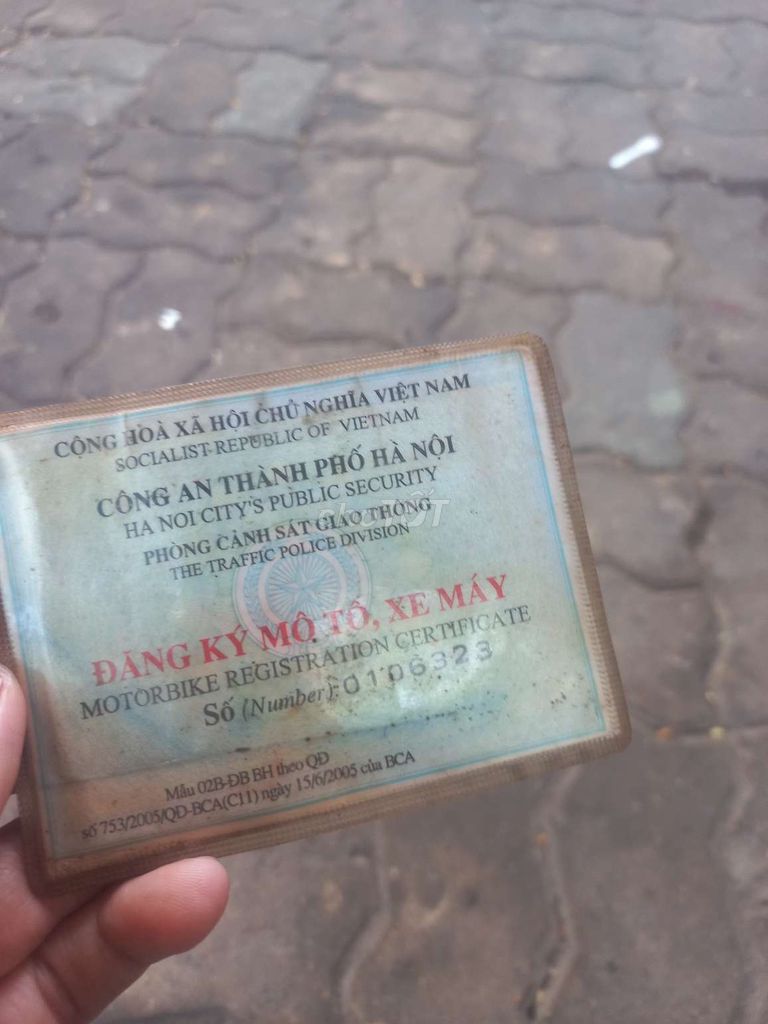 CỘNG HOÀ XÃ HỘI CHỦ NGHĨA VIỆT NAM
SOCIALIST REPUBLIC OF VIETNAM
CÔNG AN THÀNH PHỐ HÀ NỘI
HA NOI CITY'S PUBLIC SECURITY
PHÒNG CẢNH SÁT GIAO THÔNG
THE TRAFFIC POLICE DIVISION
chợTỐT
ĐĂNG KÝ MÔ TÔ, XE MÁY
MOTORBIKE REGISTRATION CERTIFICATE
Số (Number): 0106323
Mẫu 02B-ĐB BH theo QĐ
số 753/2005/QĐ-BCA(C11) ngày 15/6/2005 của BCA